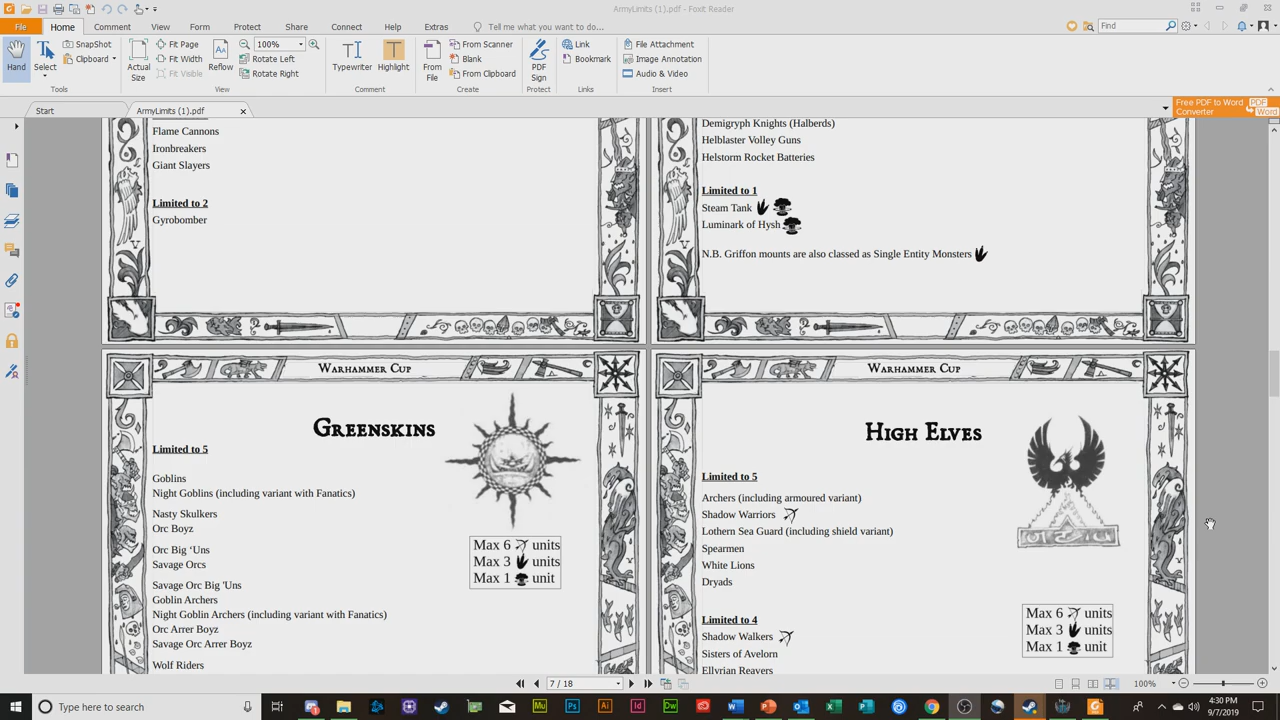 ArmyLimits (1).pdf - Foxit Reader
File
Home
Comment
View
Form
Protect
Share
Connect
Help
Extras
Tell me what you want to do...
Find
Hand
Select
SnapShot
Clipboard
Tools
Actual Size
Fit Page
Fit Width
Fit Visible
Reflow
100%
Rotate Left
Rotate Right
View
Typewriter
Highlight
Comment
From File
From Scanner
Blank
From Clipboard
Create
PDF Sign
Protect
Link
Bookmark
Links
File Attachment
Image Annotation
Audio & Video
Insert
Start
ArmyLimits (1).pdf
Free PDF to Word Converter
PDF
Word
Flame Cannons
Ironbreakers
Giant Slayers
Limited to 2
Gyrobomber
Demigryph Knights (Halberds)
Helblaster Volley Guns
Helstorm Rocket Batteries
Limited to 1
Steam Tank
Luminark of Hysh
N.B. Griffon mounts are also classed as Single Entity Monsters
Warhammer Cup
Greenskins
Limited to 5
Goblins
Night Goblins (including variant with Fanatics)
Nasty Skulkers
Orc Boyz
Orc Big ‘Uns
Savage Orcs
Savage Orc Big 'Uns
Goblin Archers
Night Goblin Archers (including variant with Fanatics)
Orc Arrer Boyz
Savage Orc Arrer Boyz
Wolf Riders
Max 6 units
Max 3 units
Max 1 unit
Warhammer Cup
High Elves
Limited to 5
Archers (including armoured variant)
Shadow Warriors
Lothern Sea Guard (including shield variant)
Spearmen
White Lions
Dryads
Limited to 4
Shadow Walkers
Sisters of Avelorn
Ellyrian Reavers
Max 6 units
Max 3 units
Max 1 unit
7 / 18
100%
Type here to search
4:30 PM
9/7/2019